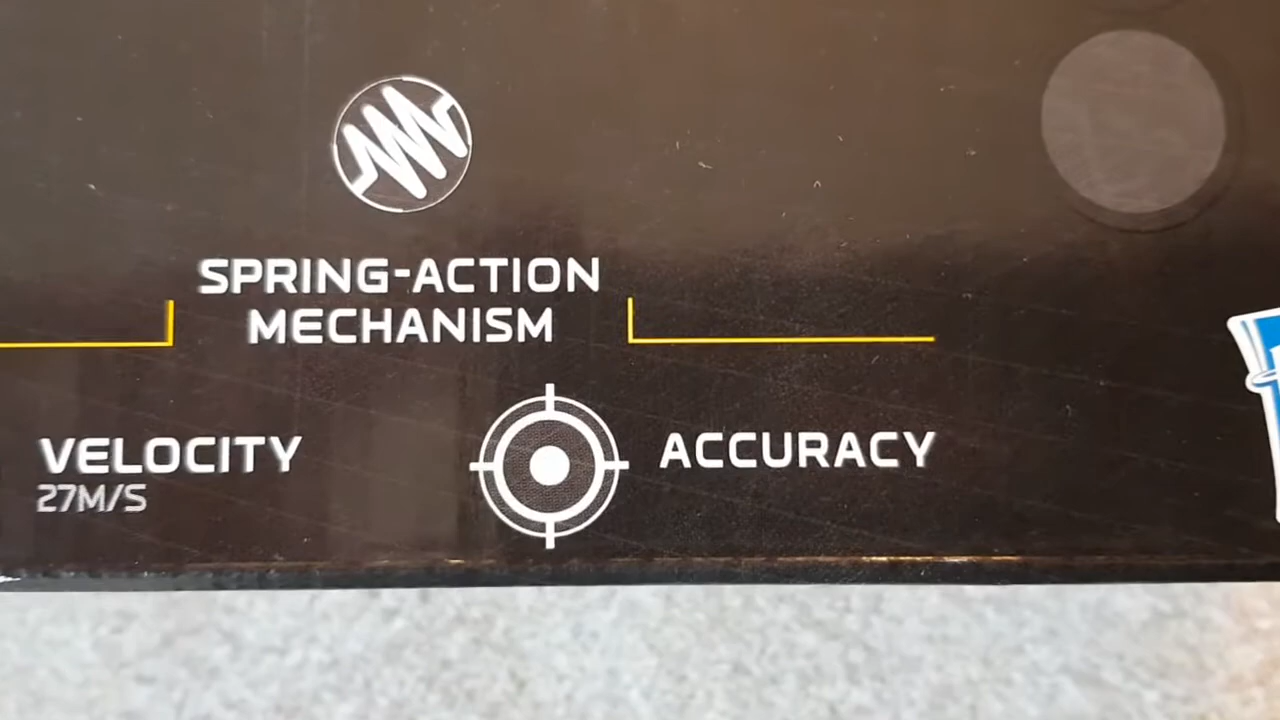 SPRING-ACTION
MECHANISM
VELOCITY
27M/S
ACCURACY